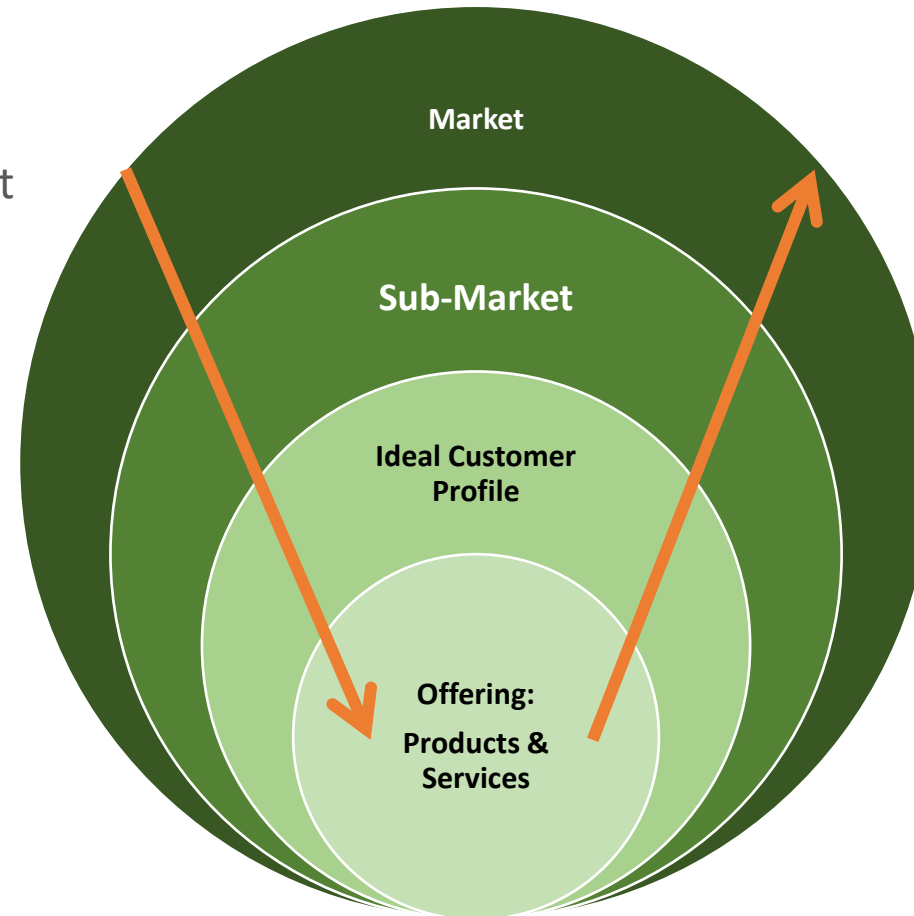 Market
t
Sub-Market
Ideal Customer
Profile
Offering:
Products &
Services